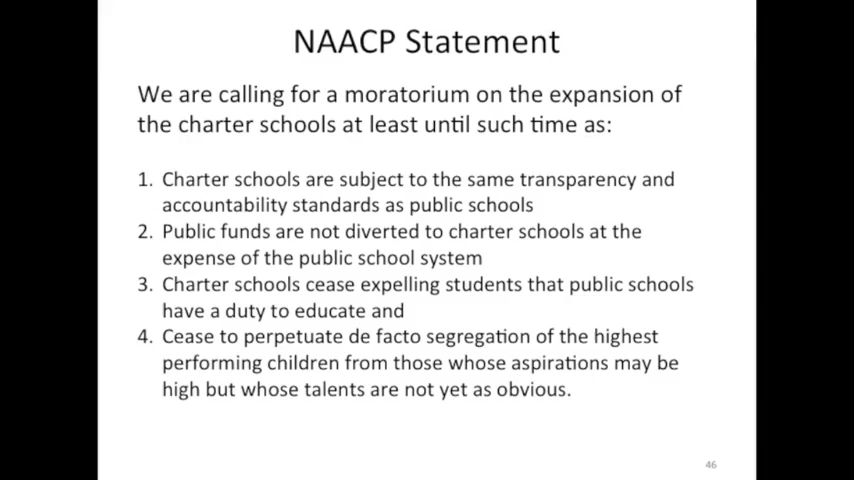 NAACP Statement
We are calling for a moratorium on the expansion of
the charter schools at least until such time as:
1. Charter schools are subject to the same transparency and
accountability standards as public schools
2. Public funds are not diverted to charter schools at the
expense of the public school system
3. Charter schools cease expelling students that public schools
have a duty to educate and
4. Cease to perpetuate de facto segregation of the highest
performing children from those whose aspirations may be
high but whose talents are not yet as obvious.
46